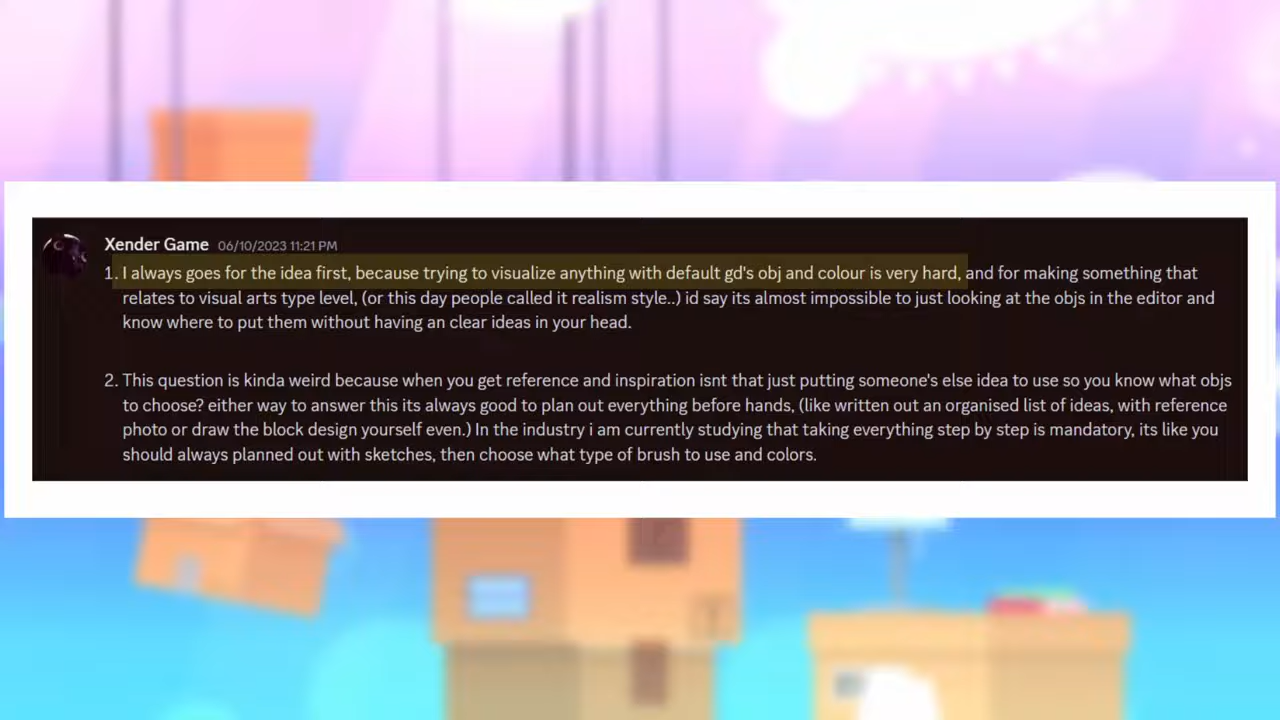 Xender Game 06/10/2023 11:21 PM
1. I always goes for the idea first, because trying to visualize anything with default gd's obj and colour is very hard, and for making something that
relates to visual arts type level, (or this day people called it realism style..) id say its almost impossible to just looking at the objs in the editor and
know where to put them without having an clear ideas in your head.
2. This question is kinda weird because when you get reference and inspiration isnt that just putting someone's else idea to use so you know what objs
to choose? either way to answer this its always good to plan out everything before hands, (like written out an organised list of ideas, with reference
photo or draw the block design yourself even.) In the industry i am currently studying that taking everything step by step is mandatory, its like you
should always planned out with sketches, then choose what type of brush to use and colors.